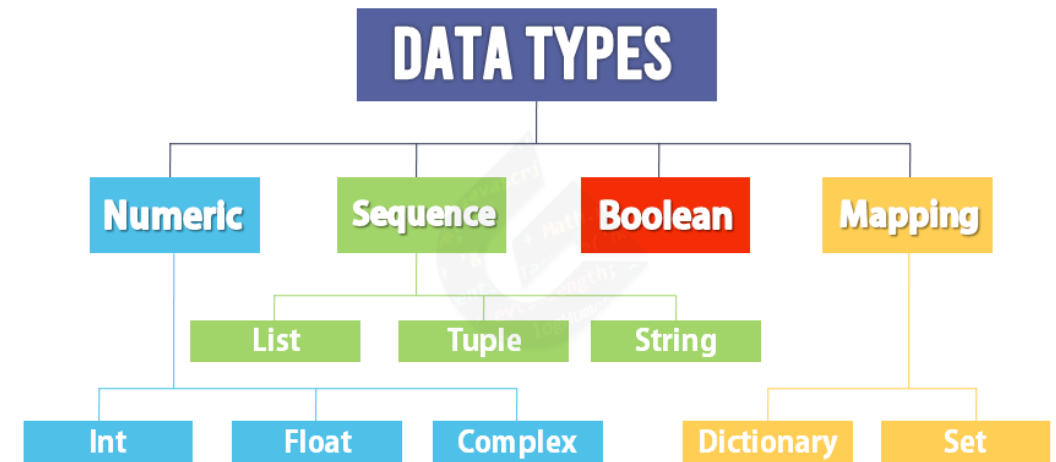 DATA TYPES
Numeric
Sequence
Boolean
Mapping
List
Tuple
String
Int
Float
Complex
Dictionary
Set